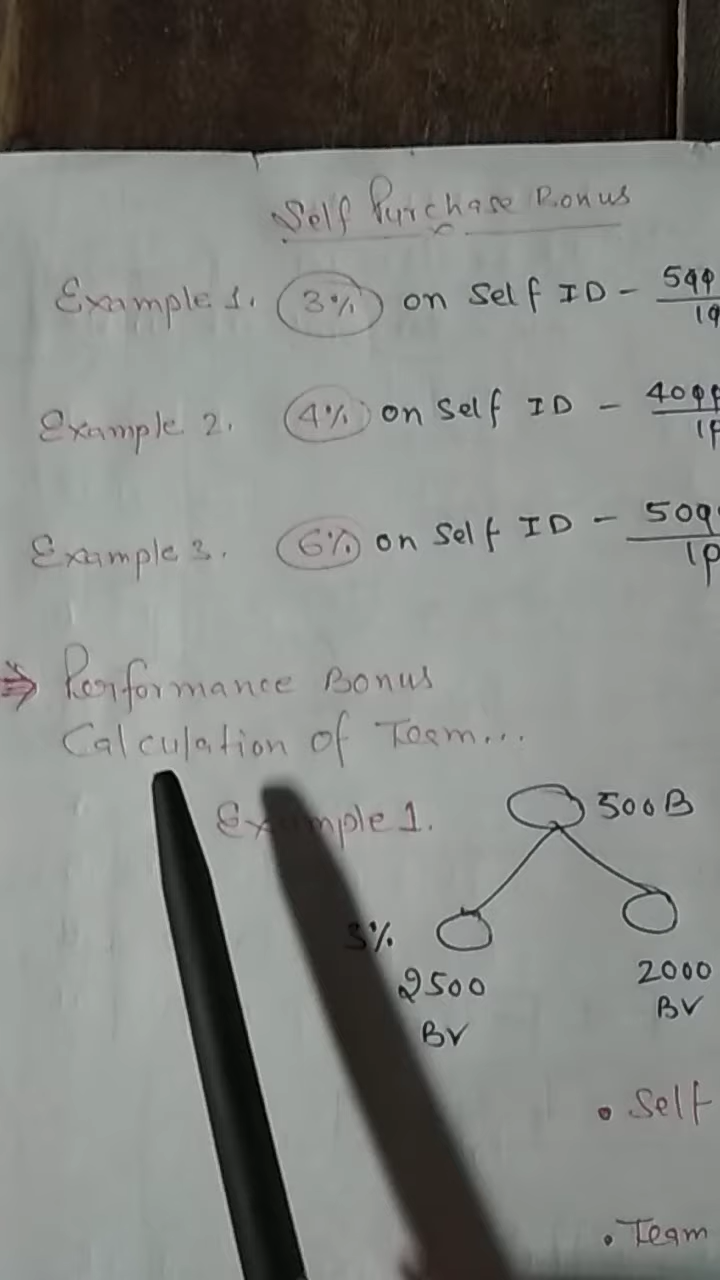 Self Purchase Bonus
Example 1. 3% on Self ID -
Example 2. 4% on Self ID -
Example 3. 6% on Self ID -
⇒ Performance Bonus
Calculation of Team...
Example 1. 500B
3%
2500 2000
BV BV
• Self
• Team